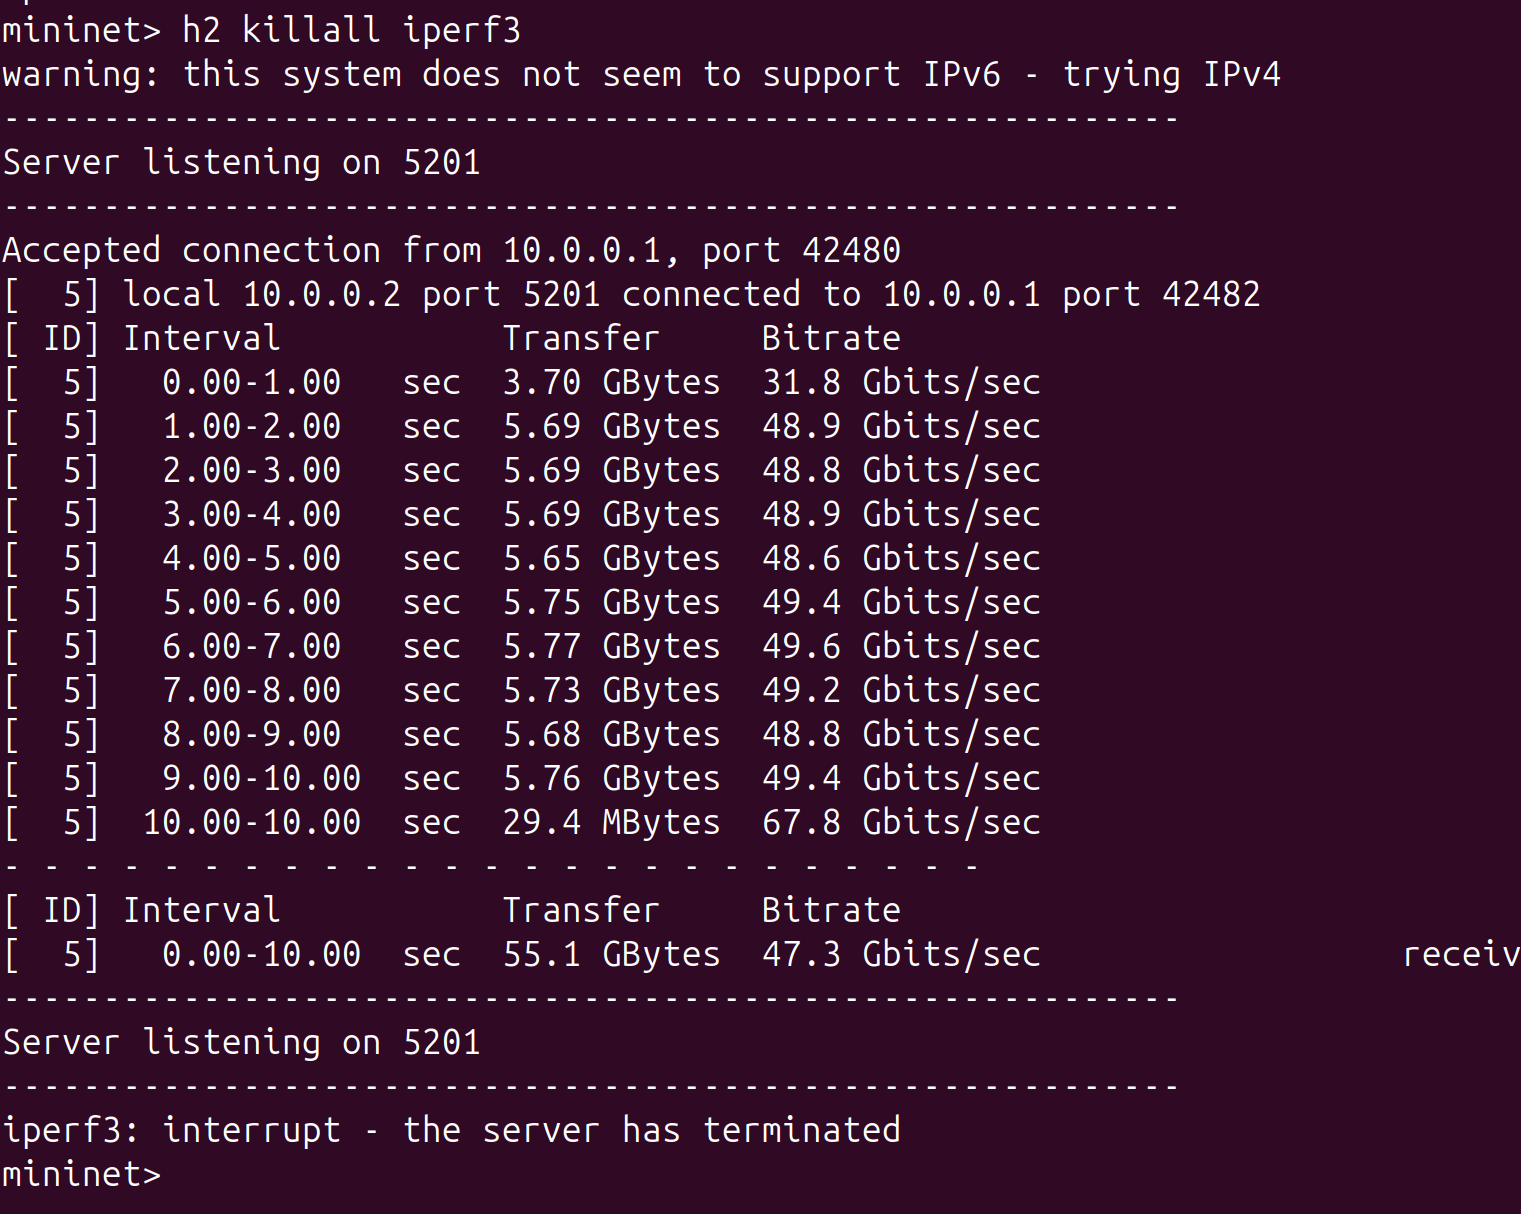 mininet> h2 killall iperf3
warning: this system does not seem to support IPv6 - trying IPv4
-----------------------------------------------------------
Server listening on 5201
-----------------------------------------------------------
Accepted connection from 10.0.0.1, port 42480
[  5] local 10.0.0.2 port 5201 connected to 10.0.0.1 port 42482
[ ID] Interval           Transfer     Bitrate
[  5]   0.00-1.00   sec  3.70 GBytes  31.8 Gbits/sec
[  5]   1.00-2.00   sec  5.69 GBytes  48.9 Gbits/sec
[  5]   2.00-3.00   sec  5.69 GBytes  48.8 Gbits/sec
[  5]   3.00-4.00   sec  5.69 GBytes  48.9 Gbits/sec
[  5]   4.00-5.00   sec  5.65 GBytes  48.6 Gbits/sec
[  5]   5.00-6.00   sec  5.75 GBytes  49.4 Gbits/sec
[  5]   6.00-7.00   sec  5.77 GBytes  49.6 Gbits/sec
[  5]   7.00-8.00   sec  5.73 GBytes  49.2 Gbits/sec
[  5]   8.00-9.00   sec  5.68 GBytes  48.8 Gbits/sec
[  5]   9.00-10.00  sec  5.76 GBytes  49.4 Gbits/sec
[  5]  10.00-10.00  sec  29.4 MBytes  67.8 Gbits/sec
- - - - - - - - - - - - - - - - - - - - - - - - -
[ ID] Interval           Transfer     Bitrate
[  5]   0.00-10.00  sec  55.1 GBytes  47.3 Gbits/sec                  receiv
-----------------------------------------------------------
Server listening on 5201
-----------------------------------------------------------
iperf3: interrupt - the server has terminated
mininet>